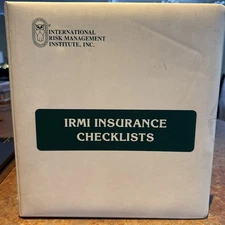 INTERNATIONAL
RISK MANAGEMENT
INSTITUTE, INC.
IRMI INSURANCE
CHECKLISTS